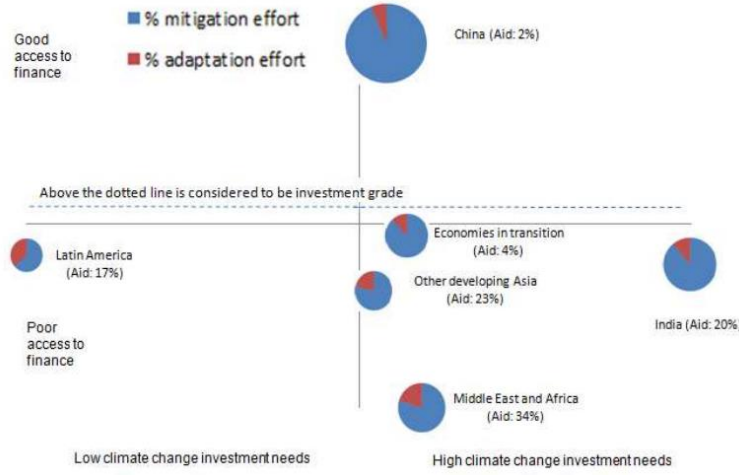 % mitigation effort
% adaptation effort
Good
access to
finance
China (Aid: 2%)
Above the dotted line is considered to be investment grade
Latin America
(Aid: 17%)
Economies in transition
(Aid: 4%)
Other developing Asia
(Aid: 23%)
India (Aid: 20%)
Poor
access to
finance
Middle East and Africa
(Aid: 34%)
Low climate change investment needs
High climate change investment needs